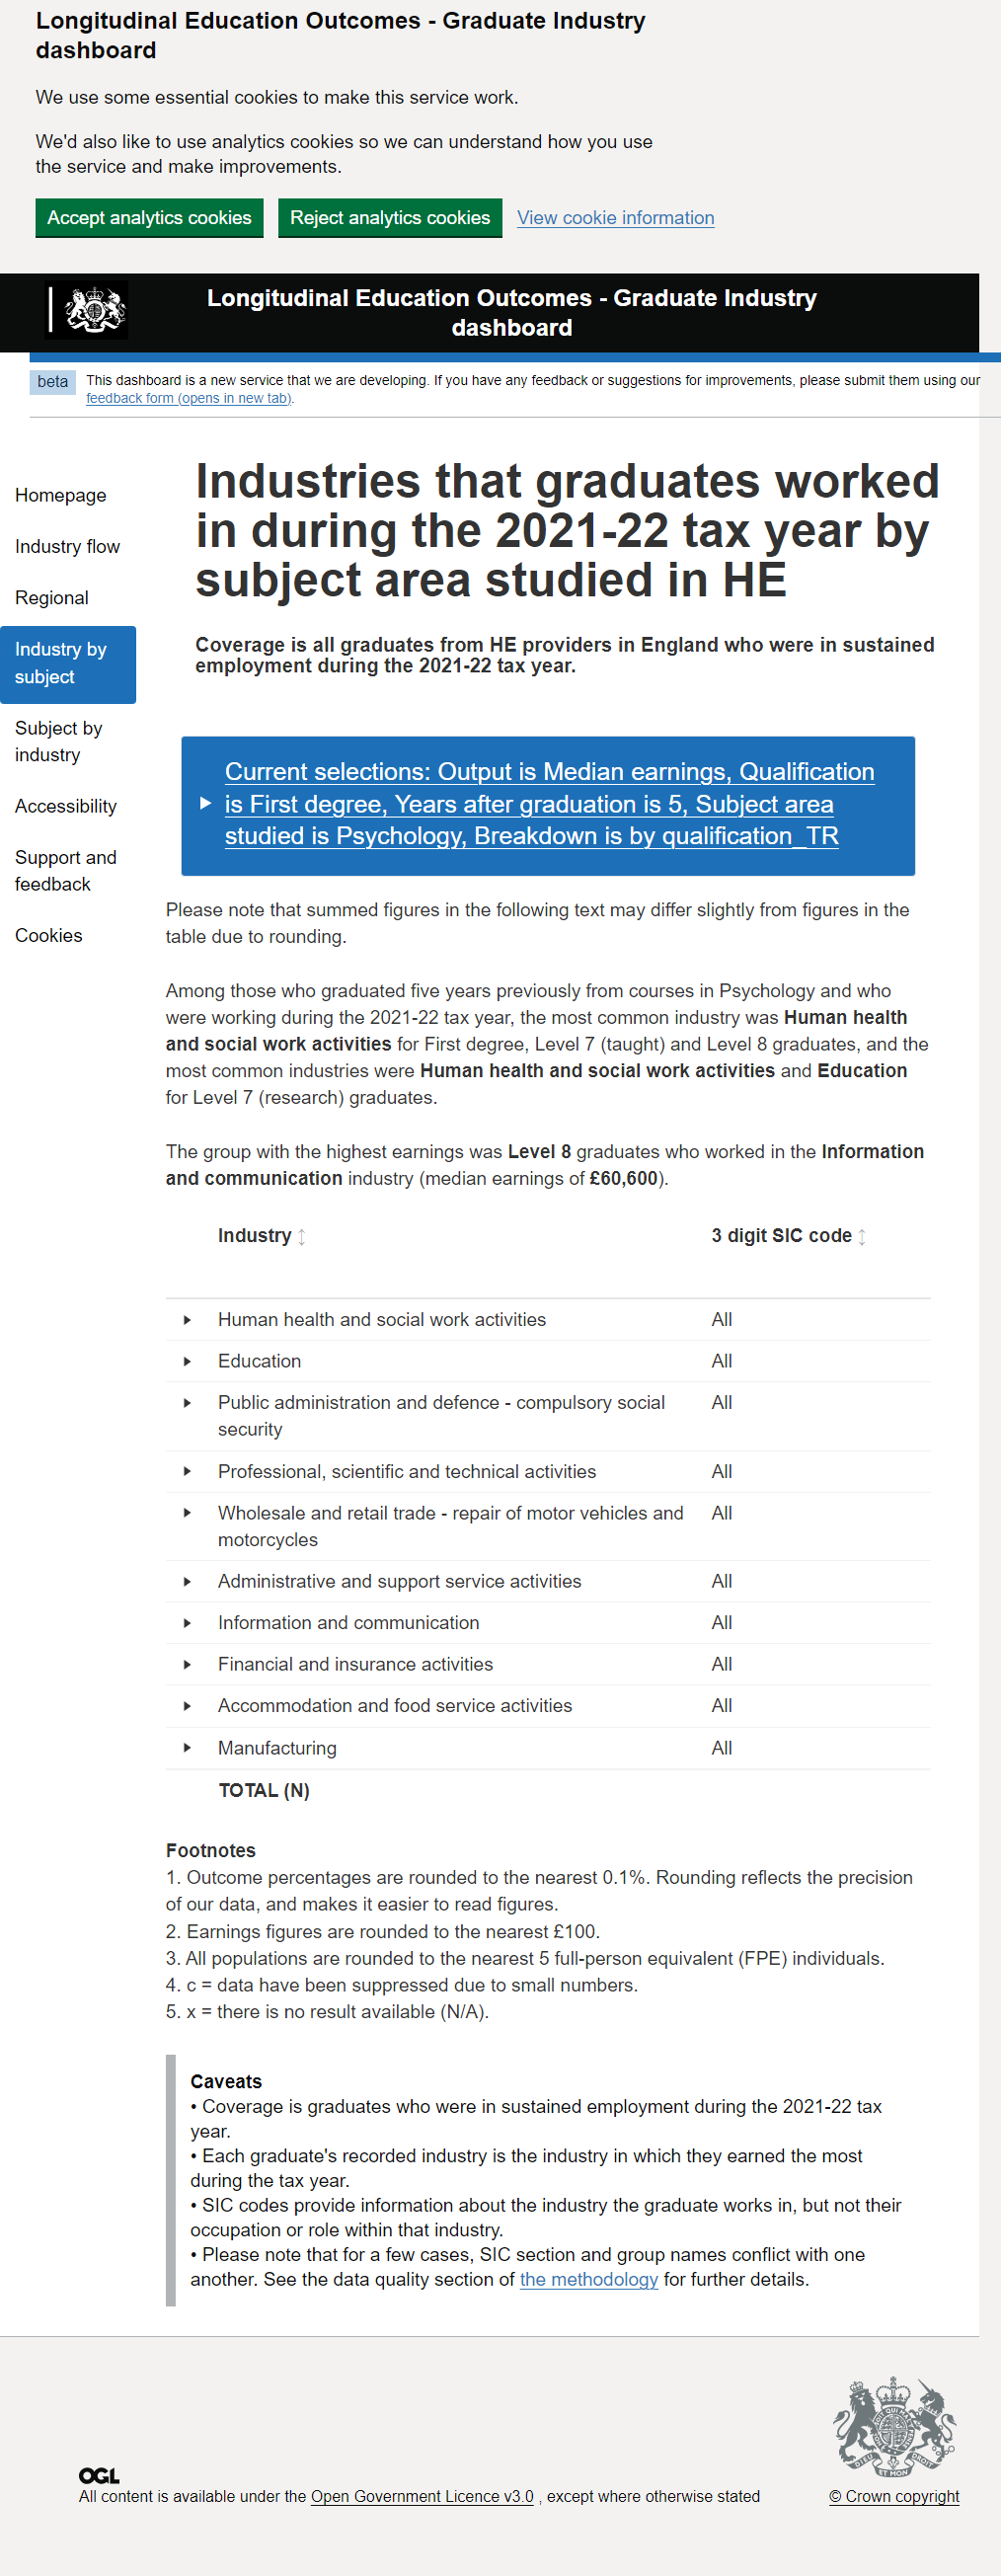 Longitudinal Education Outcomes - Graduate Industry
dashboard
We use some essential cookies to make this service work.
We'd also like to use analytics cookies so we can understand how you use
the service and make improvements.
Accept analytics cookies
Reject analytics cookies
View cookie information
Longitudinal Education Outcomes - Graduate Industry
dashboard
beta
This dashboard is a new service that we are developing. If you have any feedback or suggestions for improvements, please submit them using our
feedback form (opens in new tab).
Homepage
Industry flow
Regional
Industry by
subject
Subject by
industry
Accessibility
Support and
feedback
Cookies
Industries that graduates worked
in during the 2021-22 tax year by
subject area studied in HE
Coverage is all graduates from HE providers in England who were in sustained
employment during the 2021-22 tax year.
Current selections: Output is Median earnings, Qualification
is First degree, Years after graduation is 5, Subject area
studied is Psychology, Breakdown is by qualification_TR
Please note that summed figures in the following text may differ slightly from figures in the
table due to rounding.
Among those who graduated five years previously from courses in Psychology and who
were working during the 2021-22 tax year, the most common industry was Human health
and social work activities for First degree, Level 7 (taught) and Level 8 graduates, and the
most common industries were Human health and social work activities and Education
for Level 7 (research) graduates.
The group with the highest earnings was Level 8 graduates who worked in the Information
and communication industry (median earnings of £60,600).
Industry 3 digit SIC code
Human health and social work activities All
Education All
Public administration and defence - compulsory social All
security
Professional, scientific and technical activities All
Wholesale and retail trade - repair of motor vehicles and All
motorcycles
Administrative and support service activities All
Information and communication All
Financial and insurance activities All
Accommodation and food service activities All
Manufacturing All
TOTAL (N)
Footnotes
1. Outcome percentages are rounded to the nearest 0.1%. Rounding reflects the precision
of our data, and makes it easier to read figures.
2. Earnings figures are rounded to the nearest £100.
3. All populations are rounded to the nearest 5 full-person equivalent (FPE) individuals.
4. c = data have been suppressed due to small numbers.
5. x = there is no result available (N/A).
Caveats
• Coverage is graduates who were in sustained employment during the 2021-22 tax
year.
• Each graduate's recorded industry is the industry in which they earned the most
during the tax year.
• SIC codes provide information about the industry the graduate works in, but not their
occupation or role within that industry.
• Please note that for a few cases, SIC section and group names conflict with one
another. See the data quality section of the methodology for further details.
OGL
All content is available under the Open Government Licence v3.0 , except where otherwise stated
© Crown copyright